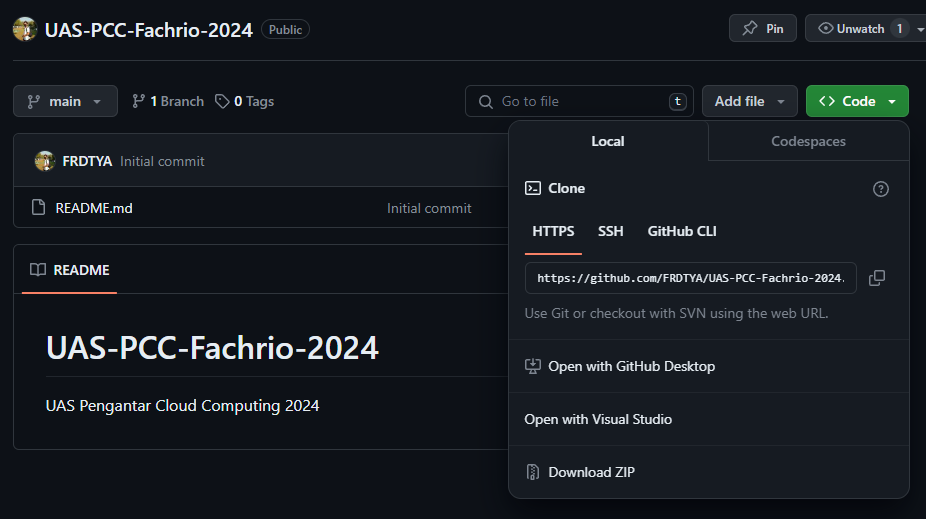 UAS-PCC-Fachrio-2024 Public Pin Unwatch 1
main 1 Branch 0 Tags Go to file t Add file <> Code
Local Codespaces
FRDTYA Initial commit
Clone
README.md Initial commit
HTTPS SSH GitHub CLI
README
https://github.com/FRDTYA/UAS-PCC-Fachrio-2024.
Use Git or checkout with SVN using the web URL.
UAS-PCC-Fachrio-2024
Open with GitHub Desktop
UAS Pengantar Cloud Computing 2024
Open with Visual Studio
Download ZIP